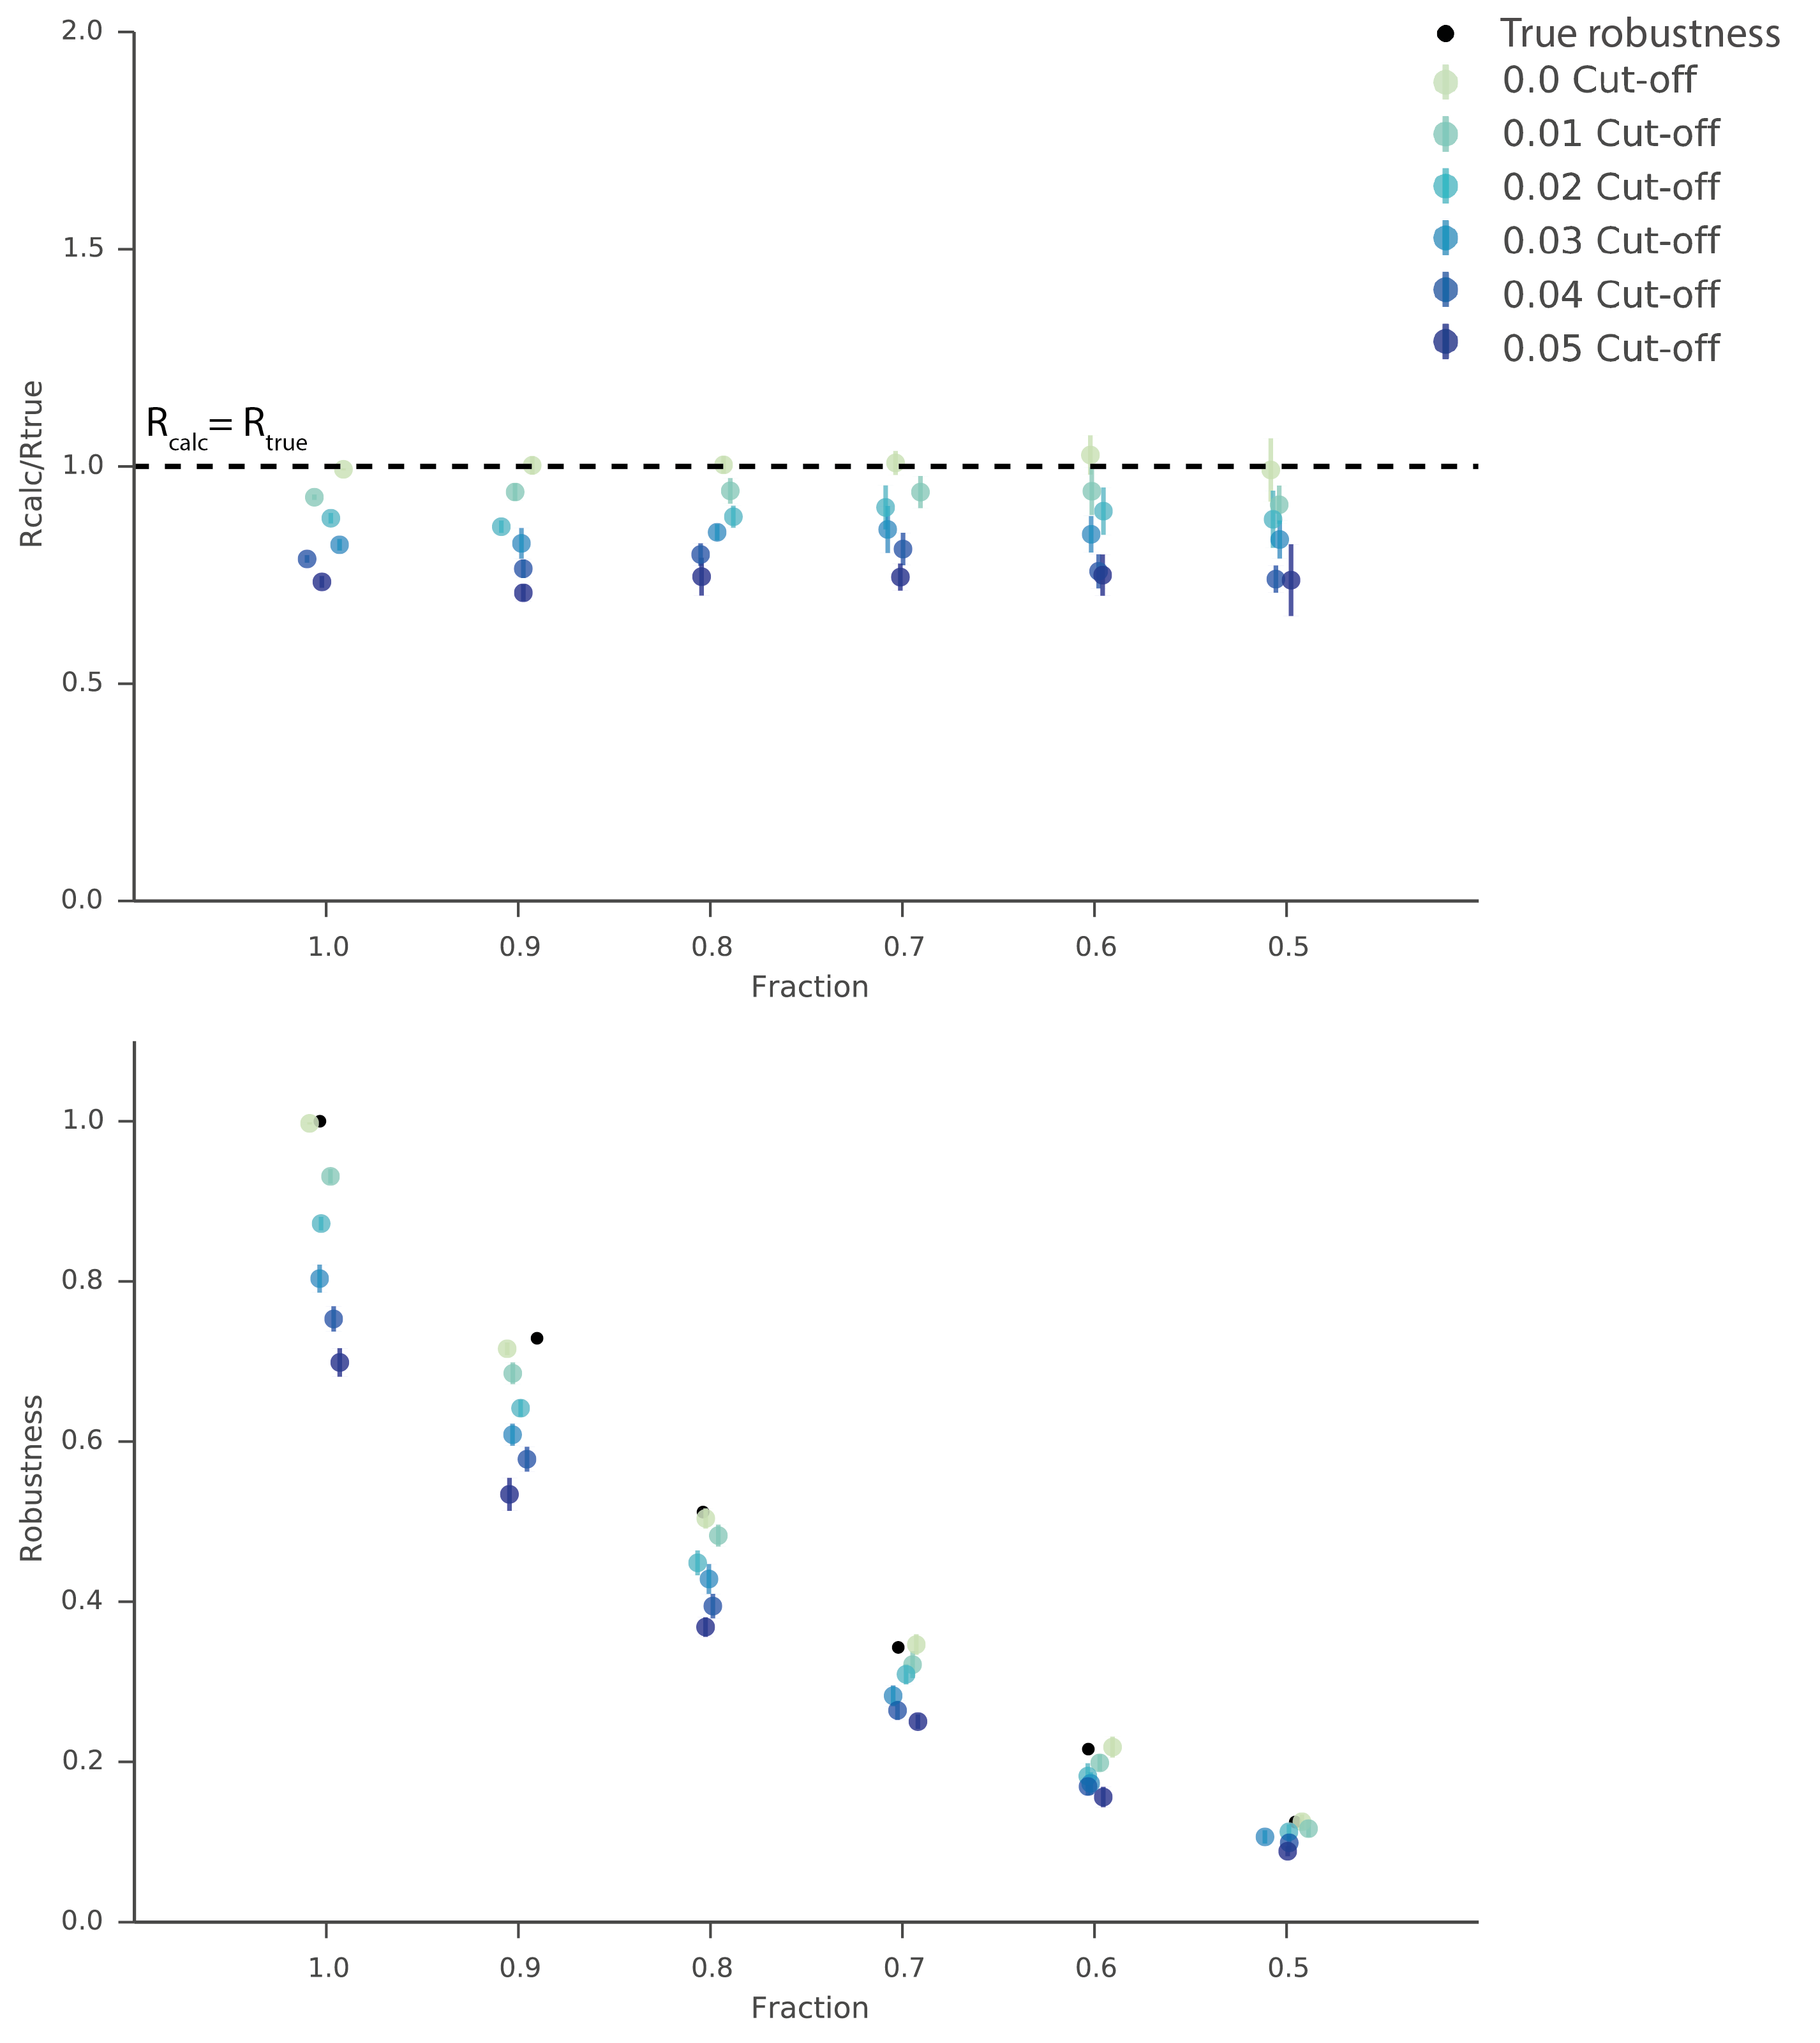 2.0
1.5
1.0
0.5
0.0
Rcalc/Rtrue
Rcalc= Rtrue
1.0 0.9 0.8 0.7 0.6 0.5
Fraction
True robustness
0.0 Cut-off
0.01 Cut-off
0.02 Cut-off
0.03 Cut-off
0.04 Cut-off
0.05 Cut-off
1.0
0.8
0.6
0.4
0.2
0.0
Robustness
1.0 0.9 0.8 0.7 0.6 0.5
Fraction